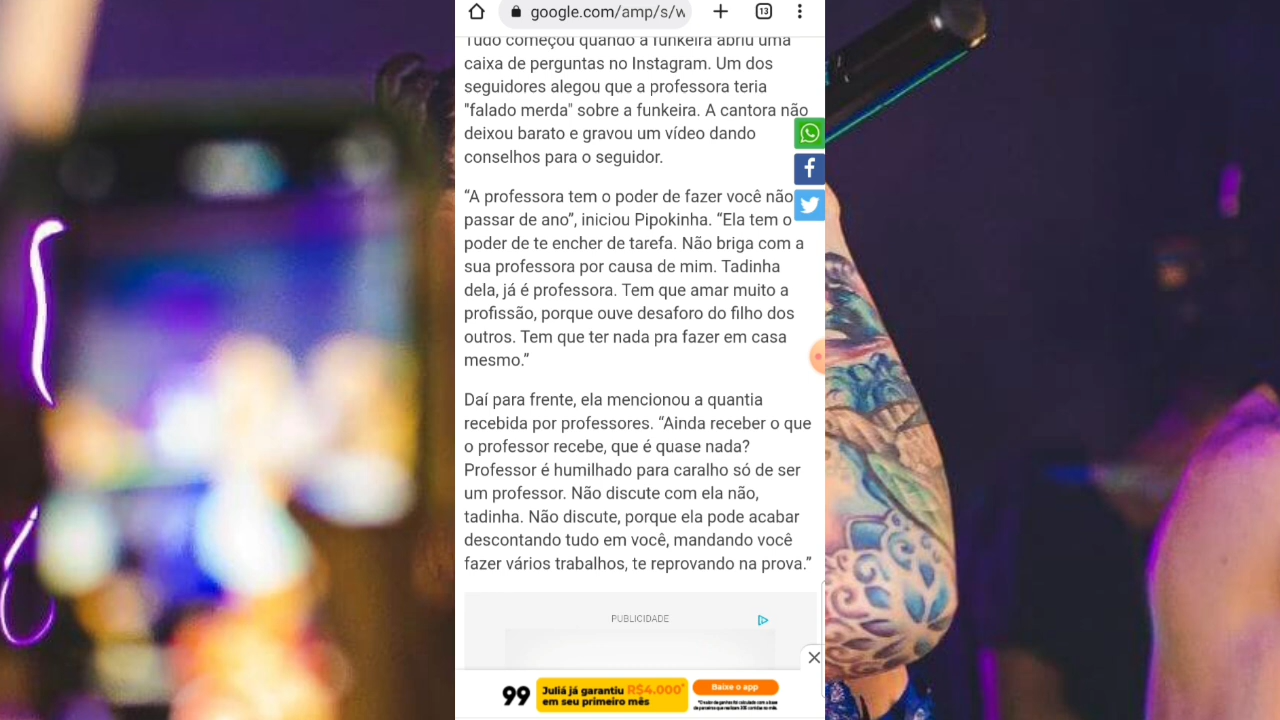 google.com/amp/s/w
13
Tudo começou quando a funkeira abriu uma
caixa de perguntas no Instagram. Um dos
seguidores alegou que a professora teria
"falado merda" sobre a funkeira. A cantora não
deixou barato e gravou um vídeo dando
conselhos para o seguidor.
“A professora tem o poder de fazer você não
passar de ano”, iniciou Pipokinha. “Ela tem o
poder de te encher de tarefa. Não briga com a
sua professora por causa de mim. Tadinha
dela, já é professora. Tem que amar muito a
profissão, porque ouve desaforo do filho dos
outros. Tem que ter nada pra fazer em casa
mesmo.”
Daí para frente, ela mencionou a quantia
recebida por professores. “Ainda receber o que
o professor recebe, que é quase nada?
Professor é humilhado para caralho só de ser
um professor. Não discute com ela não,
tadinha. Não discute, porque ela pode acabar
descontando tudo em você, mandando você
fazer vários trabalhos, te reprovando na prova.”
PUBLICIDADE
99
Juliá já garantiu R$4.000*
em seu primeiro mês
Baixe o app